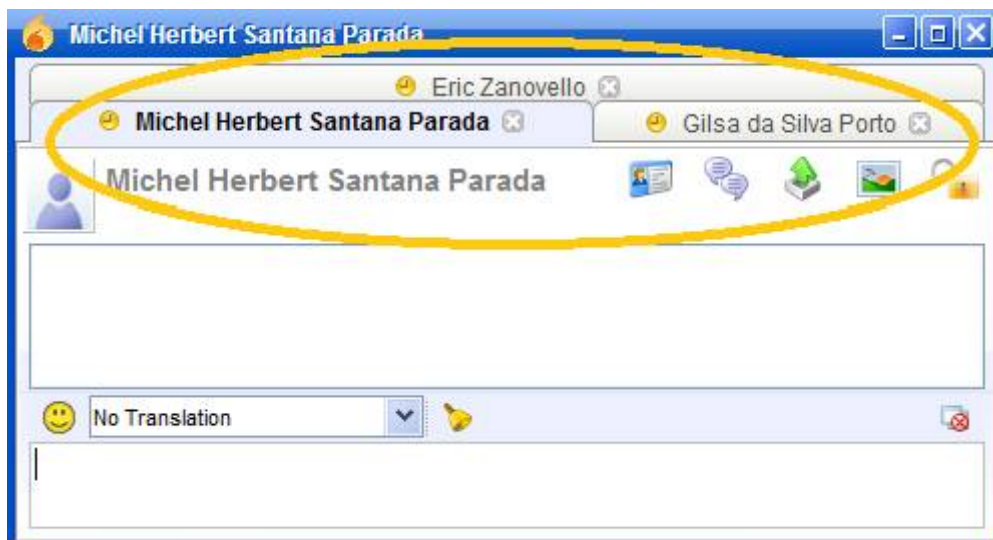 Michel Herbert Santana Parada
Eric Zanovello
Michel Herbert Santana Parada
Gilsa da Silva Porto
Michel Herbert Santana Parada
No Translation